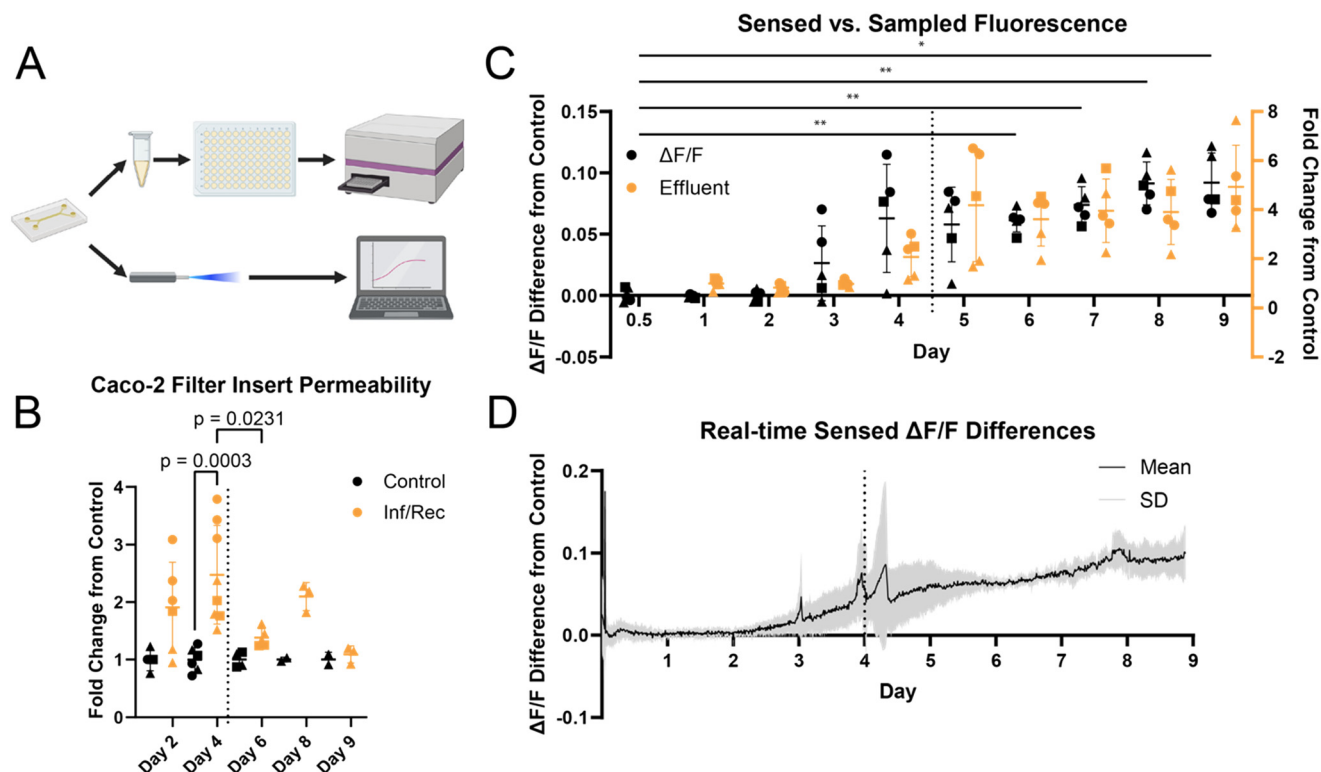 A
B
Caco-2 Filter Insert Permeability
p = 0.0231
p = 0.0003
Fold Change from Control
4
3
2
1
0
Control
Inf/Rec
Day 2
Day 4
Day 6
Day 8
Day 9
C
Sensed vs. Sampled Fluorescence
*
**
**
**
ΔF/F Difference from Control
0.15
0.10
0.05
0.00
-0.05
ΔF/F
Effluent
0.5 1 2 3 4 5 6 7 8 9
Day
8
6
4
2
0
-2
Fold Change from Control
D
Real-time Sensed ΔF/F Differences
ΔF/F Difference from Control
0.2
0.1
0.0
-0.1
Mean
SD
1 2 3 4 5 6 7 8 9
Day